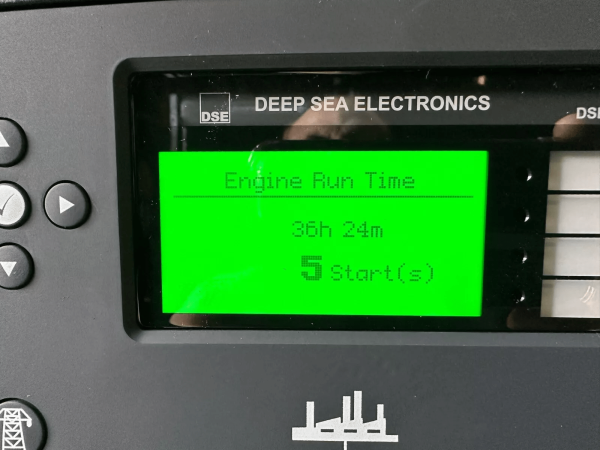 DSE
DEEP SEA ELECTRONICS
Engine Run Time
36h 24m
5 Start(s)